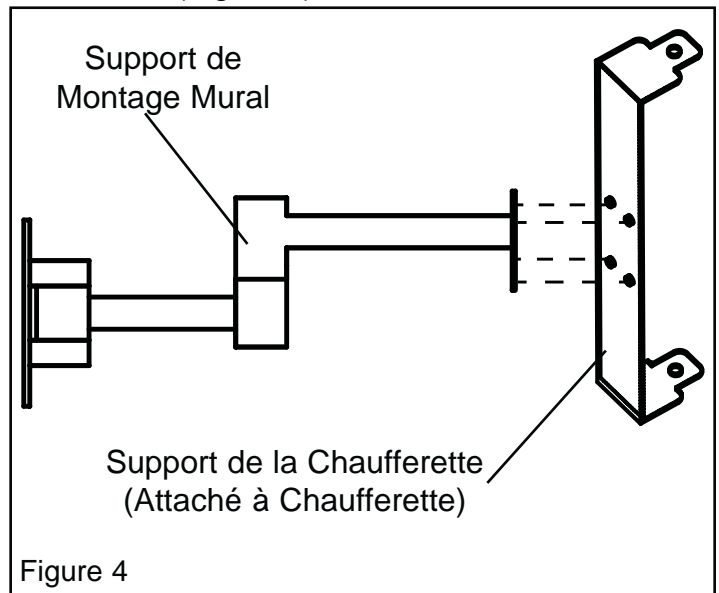 Support de
Montage Mural
Support de la Chaufferette
(Attaché à Chaufferette)
Figure 4